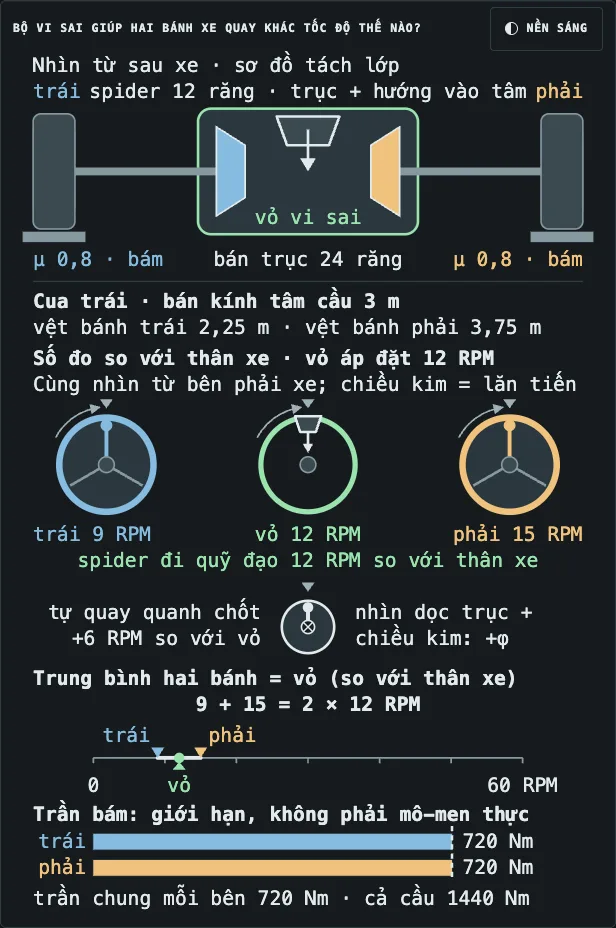 BỘ VI SAI GIÚP HAI BÁNH XE QUAY KHÁC TỐC ĐỘ THẾ NÀO?
NỀN SÁNG
Nhìn từ sau xe · sơ đồ tách lớp
trái spider 12 răng · trục + hướng vào tâm phải
vỏ vi sai
μ 0,8 · bám bán trục 24 răng μ 0,8 · bám
Cua trái · bán kính tâm cầu 3 m
vệt bánh trái 2,25 m · vệt bánh phải 3,75 m
Số đo so với thân xe · vỏ áp đặt 12 RPM
Cùng nhìn từ bên phải xe; chiều kim = lăn tiến
trái 9 RPM vỏ 12 RPM phải 15 RPM
spider đi quỹ đạo 12 RPM so với thân xe
tự quay quanh chốt nhìn dọc trục +
+6 RPM so với vỏ chiều kim: +φ
Trung bình hai bánh = vỏ (so với thân xe)
9 + 15 = 2 × 12 RPM
trái phải
0 vỏ 60 RPM
Trần bám: giới hạn, không phải mô-men thực
trái 720 Nm
phải 720 Nm
trần chung mỗi bên 720 Nm · cả cầu 1440 Nm